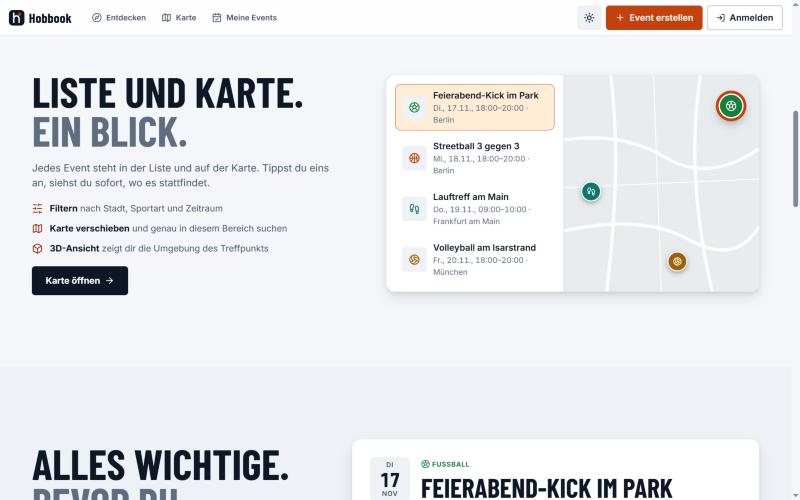 Hobbook
Entdecken
Karte
Meine Events
Event erstellen
Anmelden
LISTE UND KARTE.
EIN BLICK.
Jedes Event steht in der Liste und auf der Karte. Tippst du eins
an, siehst du sofort, wo es stattfindet.
Filtern nach Stadt, Sportart und Zeitraum
Karte verschieben und genau in diesem Bereich suchen
3D-Ansicht zeigt dir die Umgebung des Treffpunkts
Karte öffnen
Feierabend-Kick im Park
Di., 17.11., 18:00–20:00 ·
Berlin
Streetball 3 gegen 3
Mi., 18.11., 18:00–20:00 ·
Berlin
Lauftreff am Main
Do., 19.11., 09:00–10:00 ·
Frankfurt am Main
Volleyball am Isarstrand
Fr., 20.11., 18:00–20:00 ·
München
ALLES WICHTIGE.
BEVOR DU
DI
17
NOV
FUSSBALL
FEIERABEND-KICK IM PARK